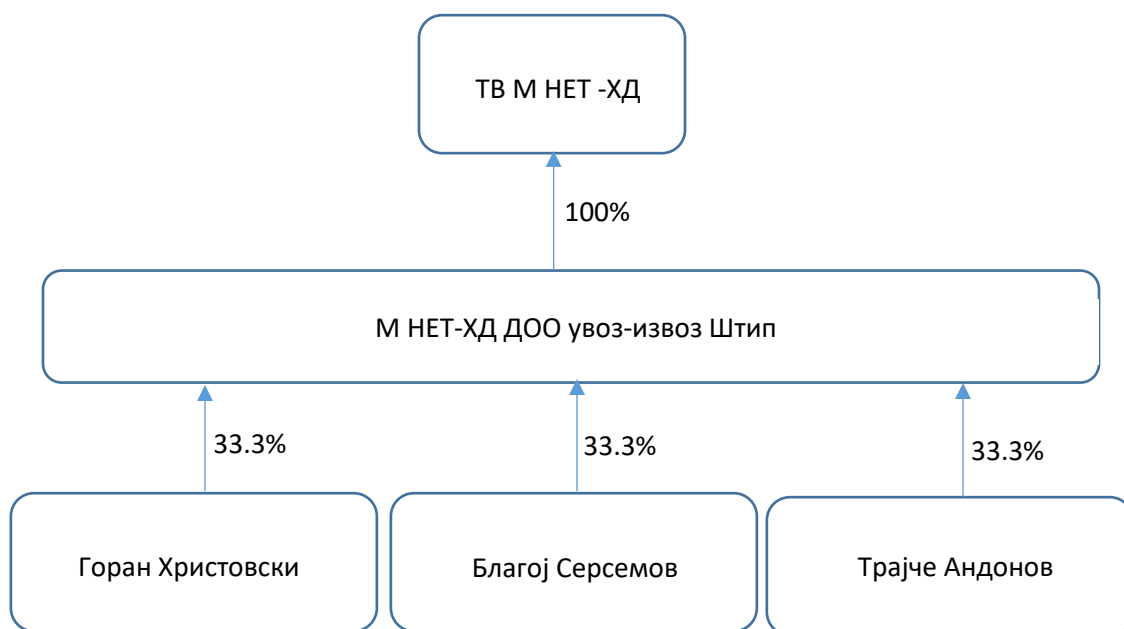 ТВ М НЕТ -ХД
100%
М НЕТ-ХД ДОО увоз-извоз Штип
33.3%
33.3%
33.3%
Горан Христовски
Благој Серсемов
Трајче Андонов